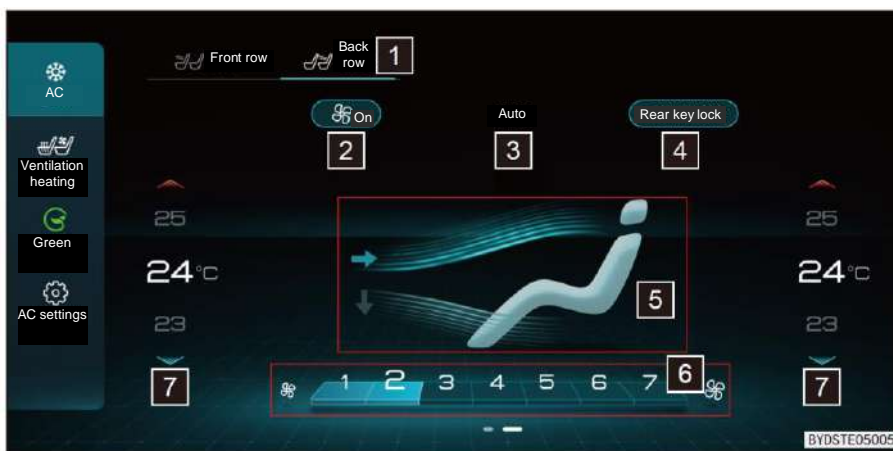 Front row
Back
row
1
AC
On
Auto
Rear key lock
2
3
4
Ventilation
heating
25
25
Green
24°C
24°C
5
AC settings
23
23
1 2 3 4 5 6 7
6
7
7
BYDSTE05005